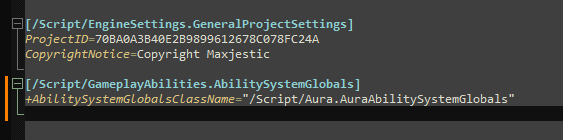 [/Script/EngineSettings.GeneralProjectSettings]
ProjectID=70BA0A3B40E2B9899612678C078FC24A
CopyrightNotice=Copyright Maxjestic
[/Script/GameplayAbilities.AbilitySystemGlobals]
+AbilitySystemGlobalsClassName="/Script/Aura.AuraAbilitySystemGlobals"